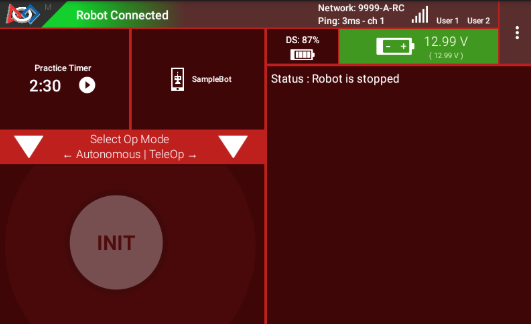 M
Robot Connected
Network: 9999-A-RC
Ping: 3ms - ch 1
User 1 User 2
Practice Timer
2:30
SampleBot
DS: 87%
12.99 V
( 12.99 V )
Status : Robot is stopped
Select Op Mode
← Autonomous | TeleOp →
INIT